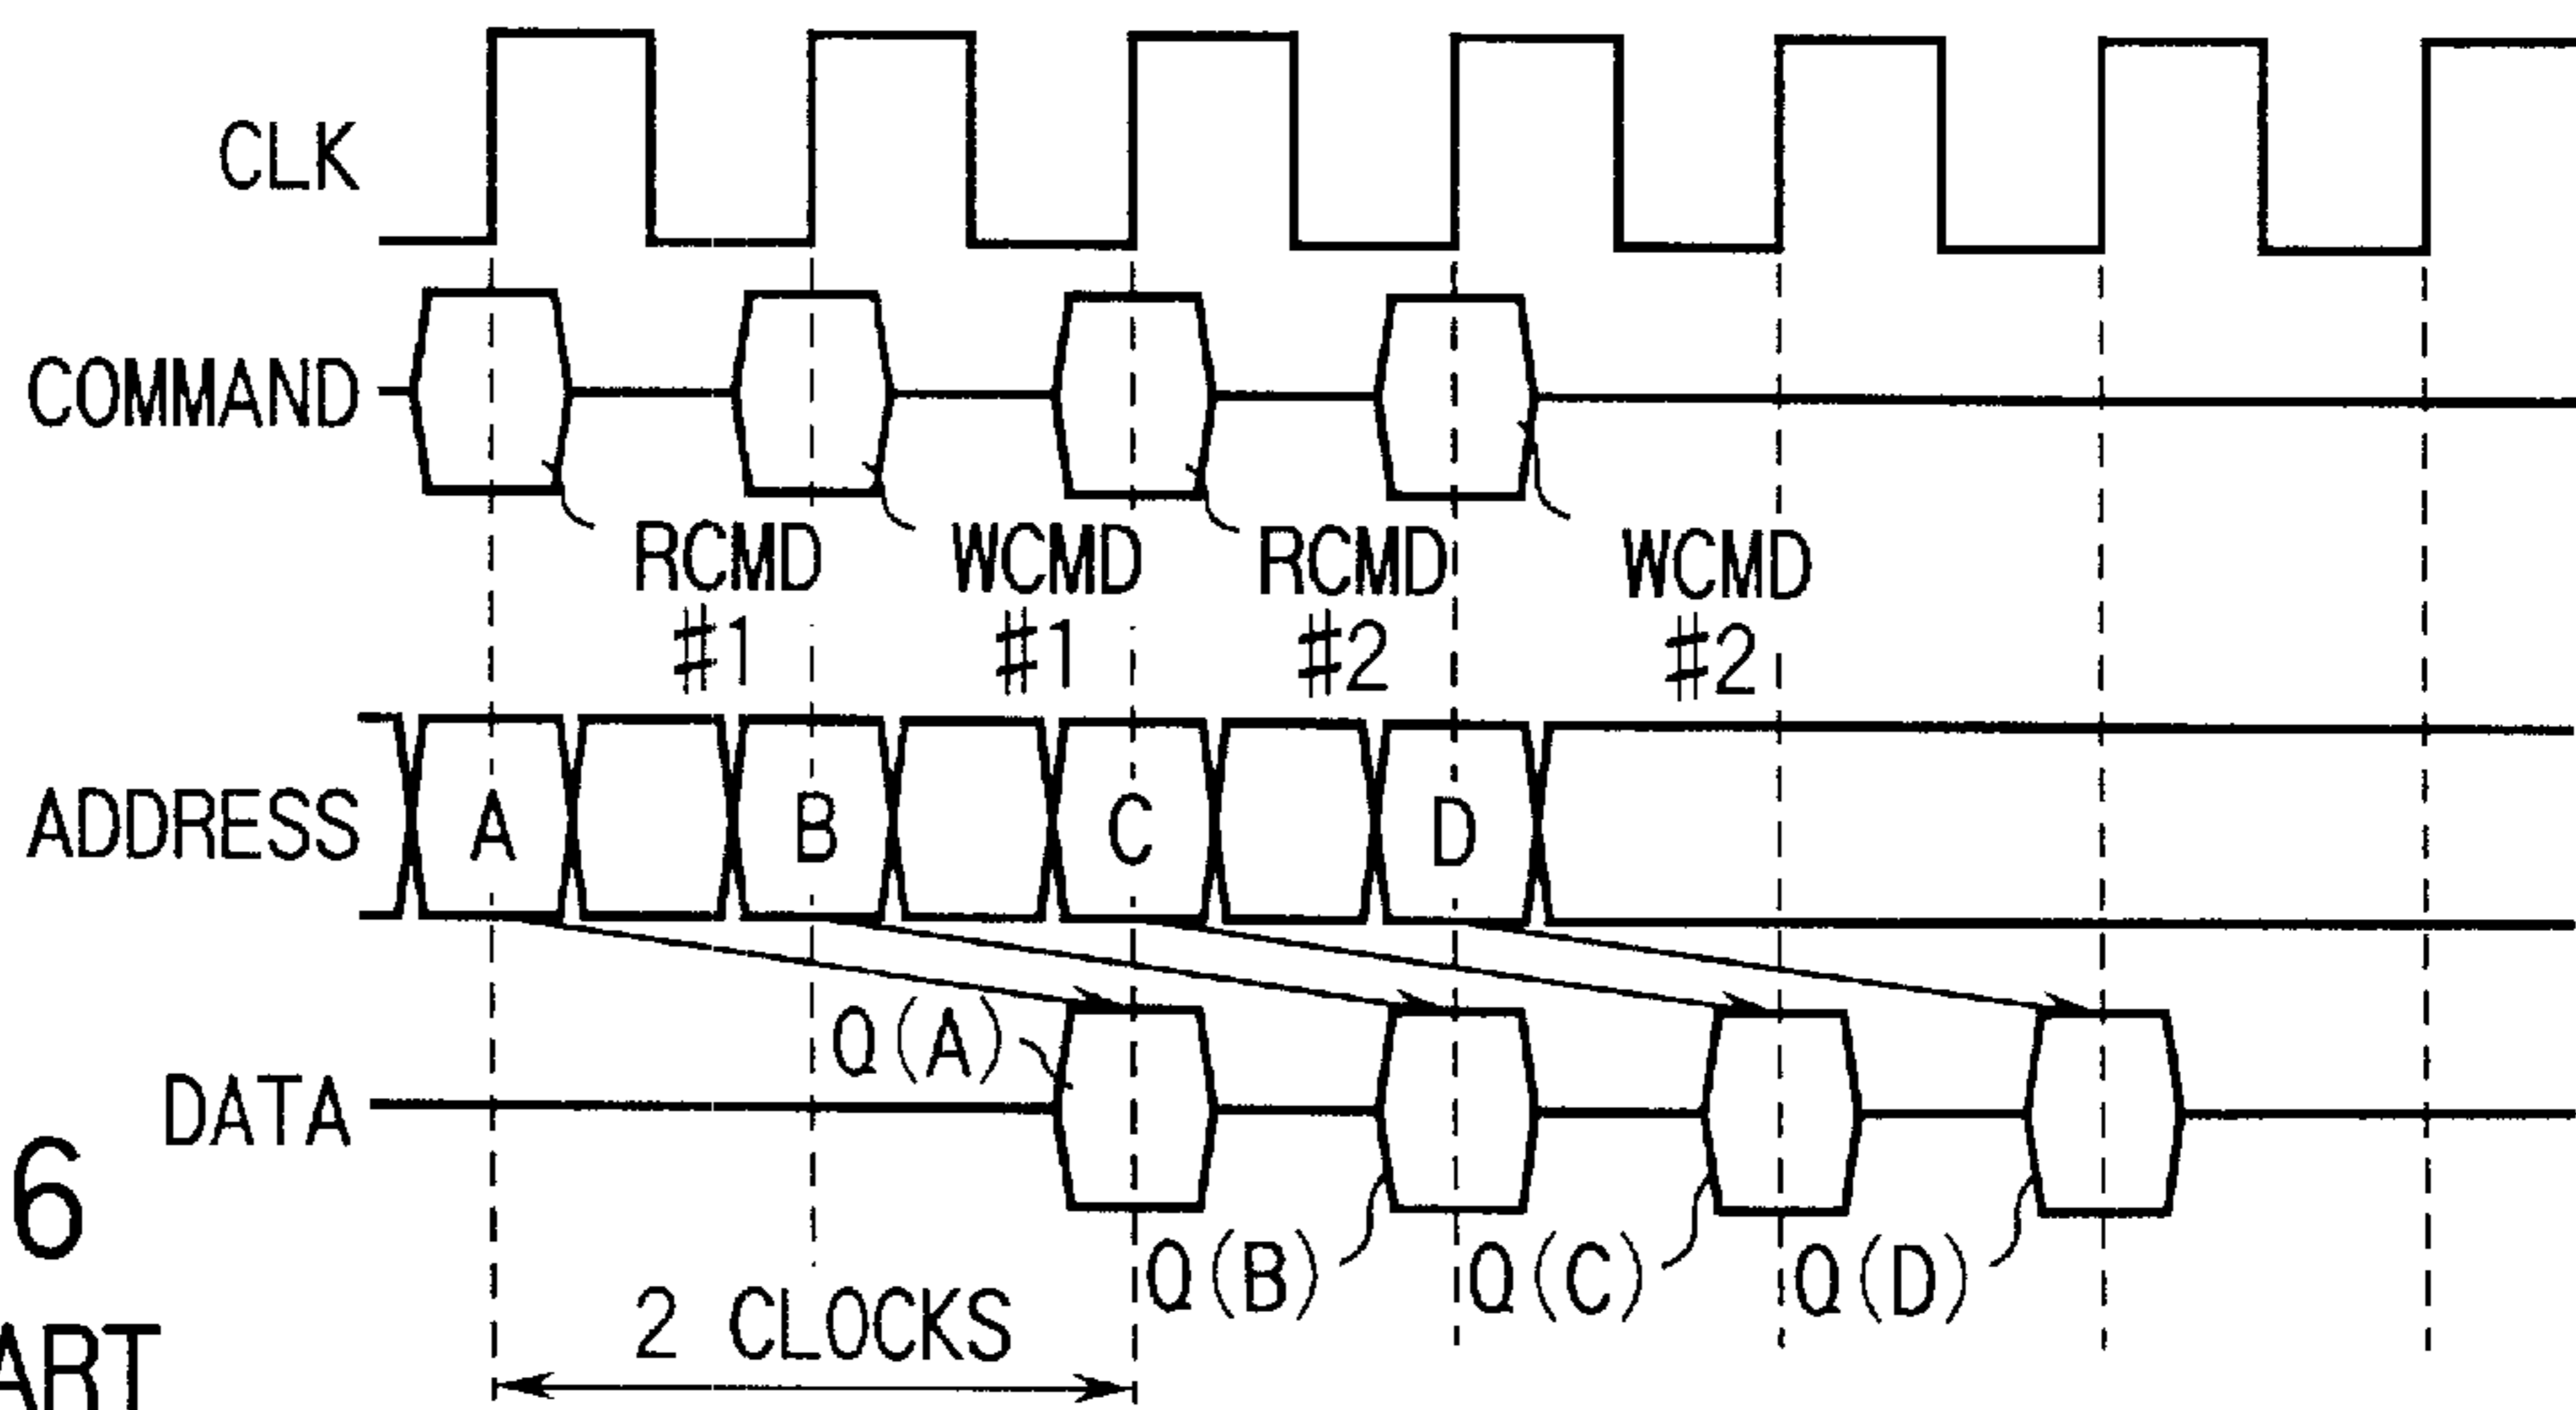 CLK
COMMAND
RCMD
#1
WCMD
#1
RCMD
#2
WCMD
#2
ADDRESS
A
B
C
D
Q(A)
DATA
Q(B)
Q(C)
Q(D)
6
2 CLOCKS
ART